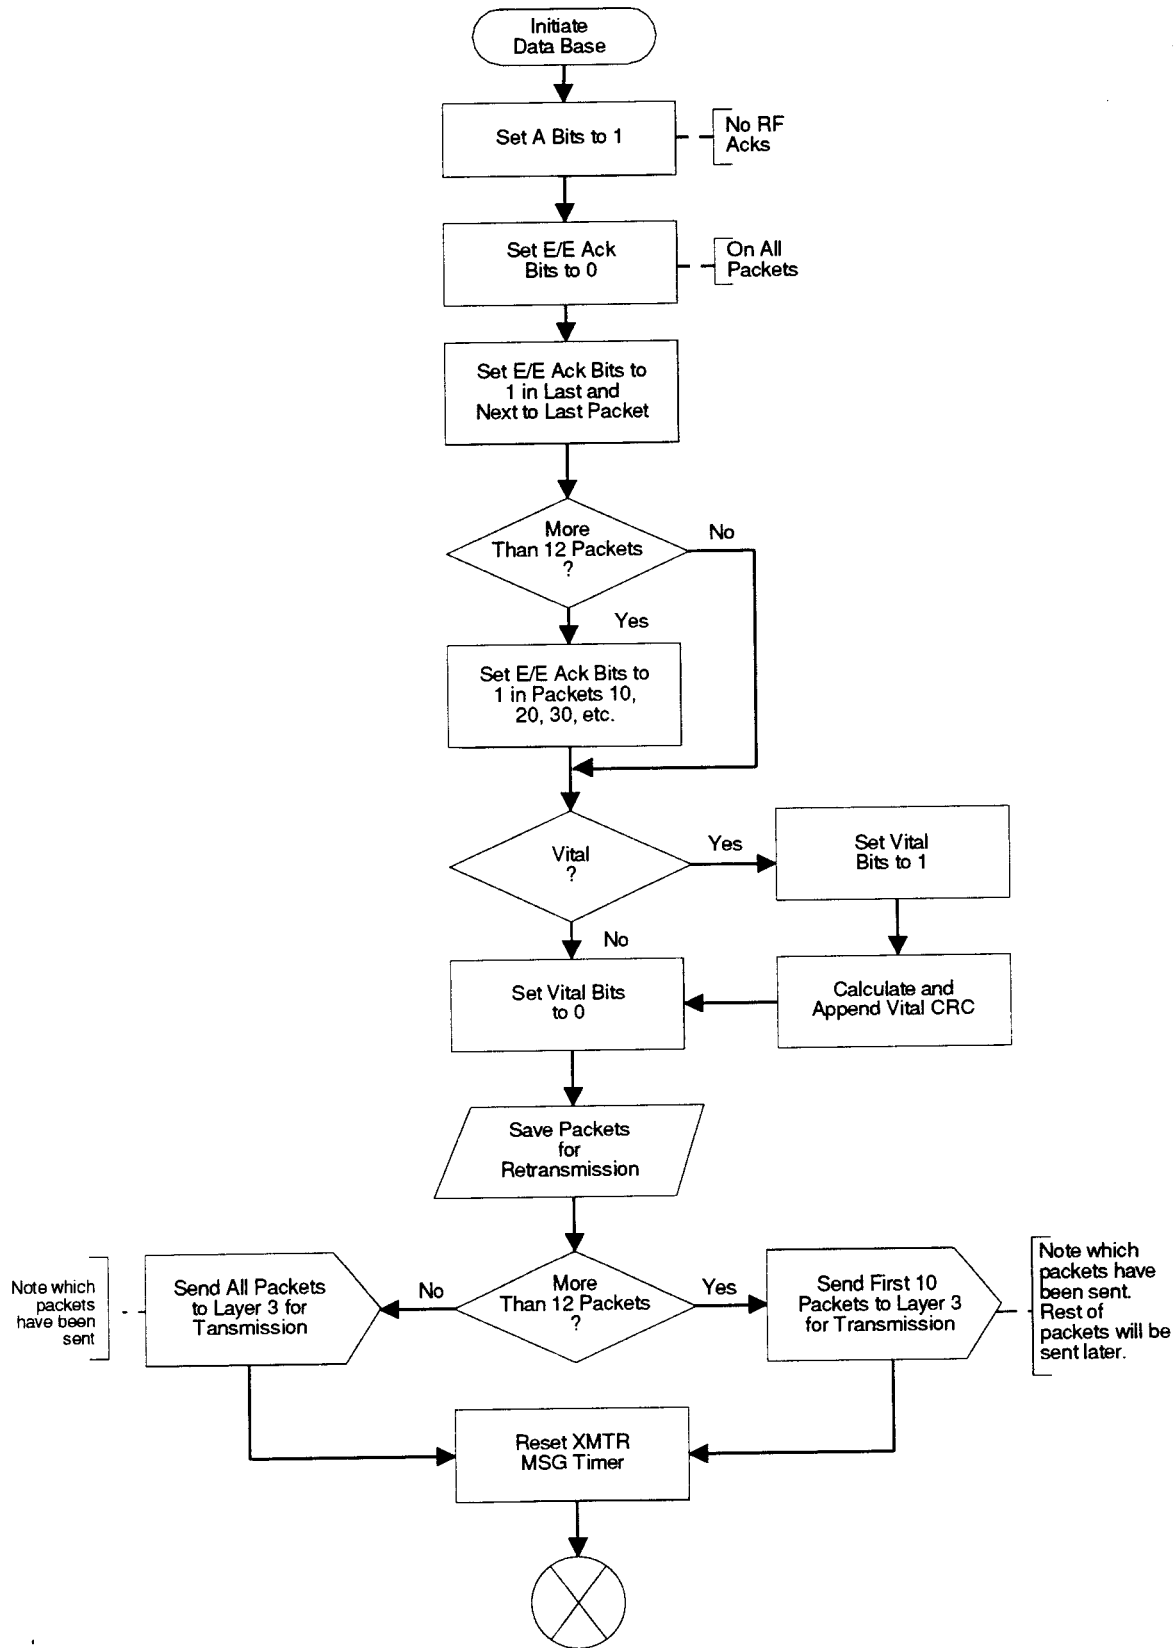 Initiate
Data Base
Set A Bits to 1
No RF
Acks
Set E/E Ack
Bits to 0
On All
Packets
Set E/E Ack Bits to
1 in Last and
Next to Last Packet
More
Than 12 Packets
?
No
Yes
Set E/E Ack Bits to
1 in Packets 10,
20, 30, etc.
Vital
?
Yes
Set Vital
Bits to 1
No
Set Vital Bits
to 0
Calculate and
Append Vital CRC
Save Packets
for
Retransmission
Note which
packets
have been
sent
Send All Packets
to Layer 3 for
Tansmission
No
More
Than 12 Packets
?
Yes
Send First 10
Packets to Layer 3
for Transmission
Note which
packets have
been sent.
Rest of
packets will be
sent later.
Reset XMTR
MSG Timer